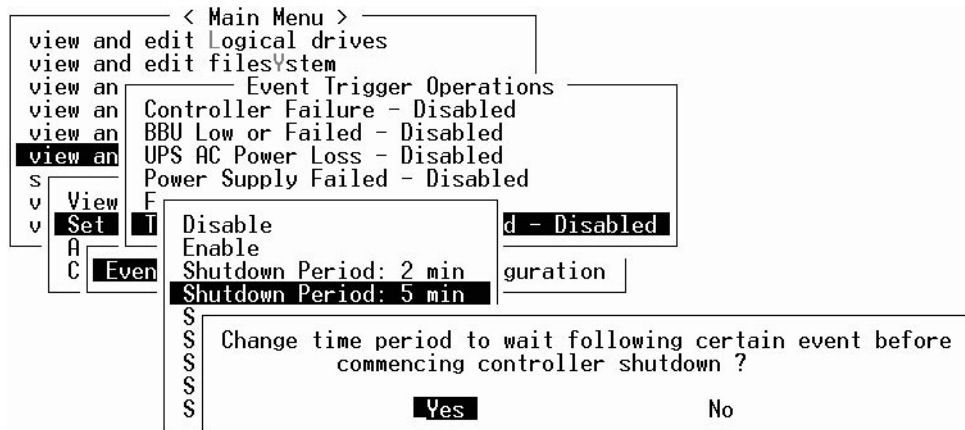 < Main Menu >
view and edit Logical drives
view and edit filesYstem
view an
Event Trigger Operations
view an Controller Failure - Disabled
view an BBU Low or Failed - Disabled
view an UPS AC Power Loss - Disabled
s Power Supply Failed - Disabled
v View F
v Set T Disable d - Disabled
A Enable
C Even Shutdown Period: 2 min guration
Shutdown Period: 5 min
S
S Change time period to wait following certain event before
S commencing controller shutdown ?
S
S Yes No